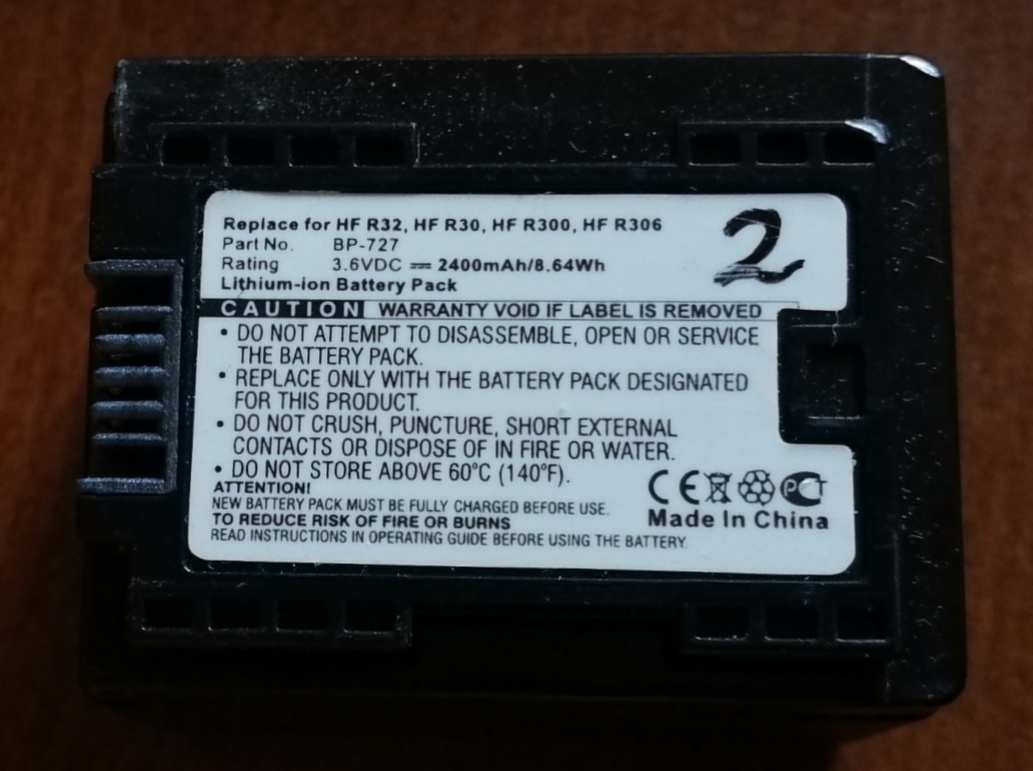 Replace for HF R32, HF R30, HF R300, HF R306
Part No. BP-727
Rating 3.6VDC ⎓ 2400mAh/8.64Wh
Lithium-ion Battery Pack
2
CAUTION WARRANTY VOID IF LABEL IS REMOVED
• DO NOT ATTEMPT TO DISASSEMBLE, OPEN OR SERVICE
THE BATTERY PACK.
• REPLACE ONLY WITH THE BATTERY PACK DESIGNATED
FOR THIS PRODUCT.
• DO NOT CRUSH, PUNCTURE, SHORT EXTERNAL
CONTACTS OR DISPOSE OF IN FIRE OR WATER.
• DO NOT STORE ABOVE 60°C (140°F).
ATTENTION!
NEW BATTERY PACK MUST BE FULLY CHARGED BEFORE USE.
TO REDUCE RISK OF FIRE OR BURNS
READ INSTRUCTIONS IN OPERATING GUIDE BEFORE USING THE BATTERY.
CE PCT
Made In China